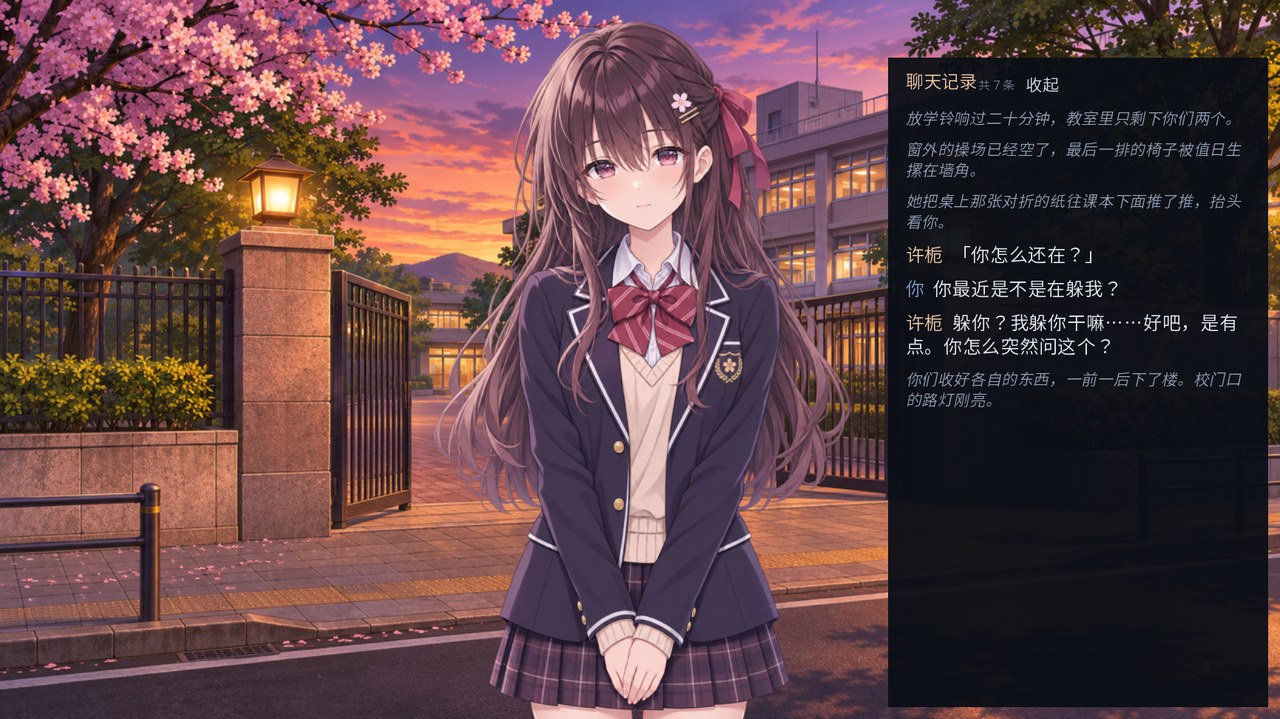 聊天记录共 7 条 收起
放学铃响过二十分钟，教室里只剩下你们两个。
窗外的操场已经空了，最后一排的椅子被值日生
摞在墙角。
她把桌上那张对折的纸往课本下面推了推，抬头
看你。
许栀 「你怎么还在？」
你 你最近是不是在躲我？
许栀 躲你？我躲你干嘛……好吧，是有
点。你怎么突然问这个？
你们收好各自的东西，一前一后下了楼。校门口
的路灯刚亮。